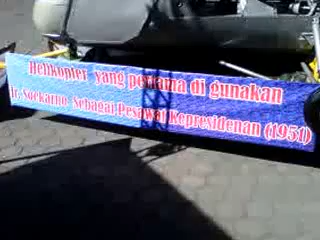 Helikopter yang pertama di gunakan
Ir. Soekarno Sebagai Pesawat Kepresidenan (1951)